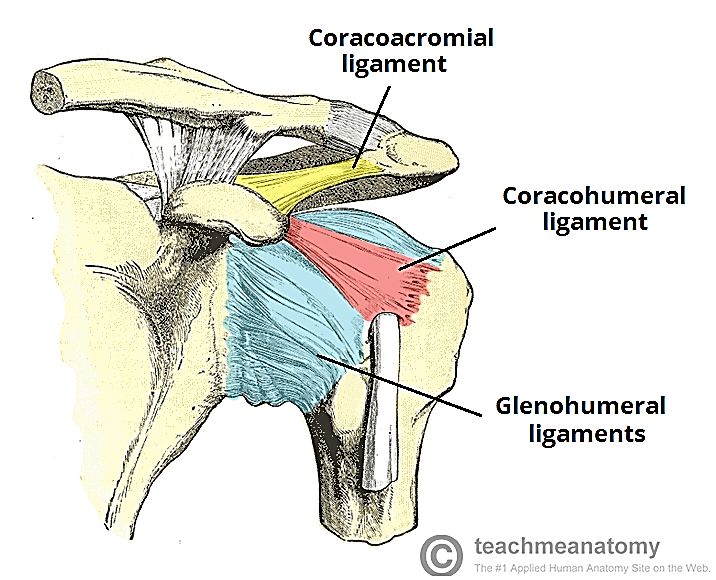 Coracoacromial
ligament
Coracohumeral
ligament
Glenohumeral
ligaments
© teachmeanatomy
The #1 Applied Human Anatomy Site on the Web.